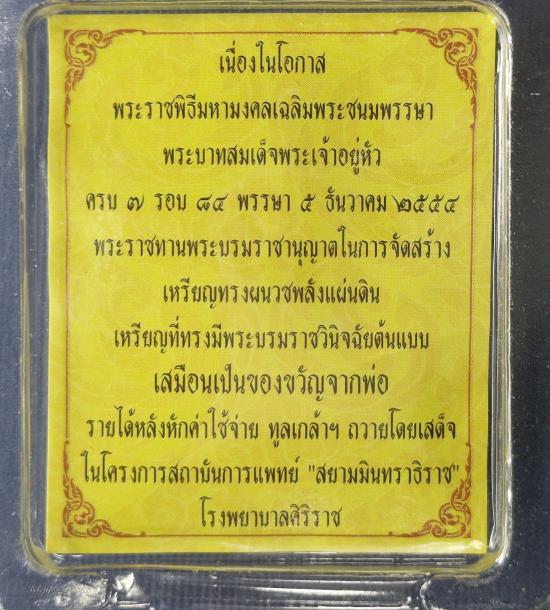 เนื่องในโอกาส
พระราชพิธีมหามงคลเฉลิมพระชนมพรรษา
พระบาทสมเด็จพระเจ้าอยู่หัว
ครบ ๗ รอบ ๘๔ พรรษา ๕ ธันวาคม ๒๕๕๔
พระราชทานพระบรมราชานุญาตในการจัดสร้าง
เหรียญทรงผนวชพลังแผ่นดิน
เหรียญที่ทรงมีพระบรมราชวินิจฉัยต้นแบบ
เสมือนเป็นของขวัญจากพ่อ
รายได้หลังหักค่าใช้จ่าย ทูลเกล้าฯ ถวายโดยเสด็จ
ในโครงการสถาบันการแพทย์ "สยามมินทราธิราช"
โรงพยาบาลศิริราช